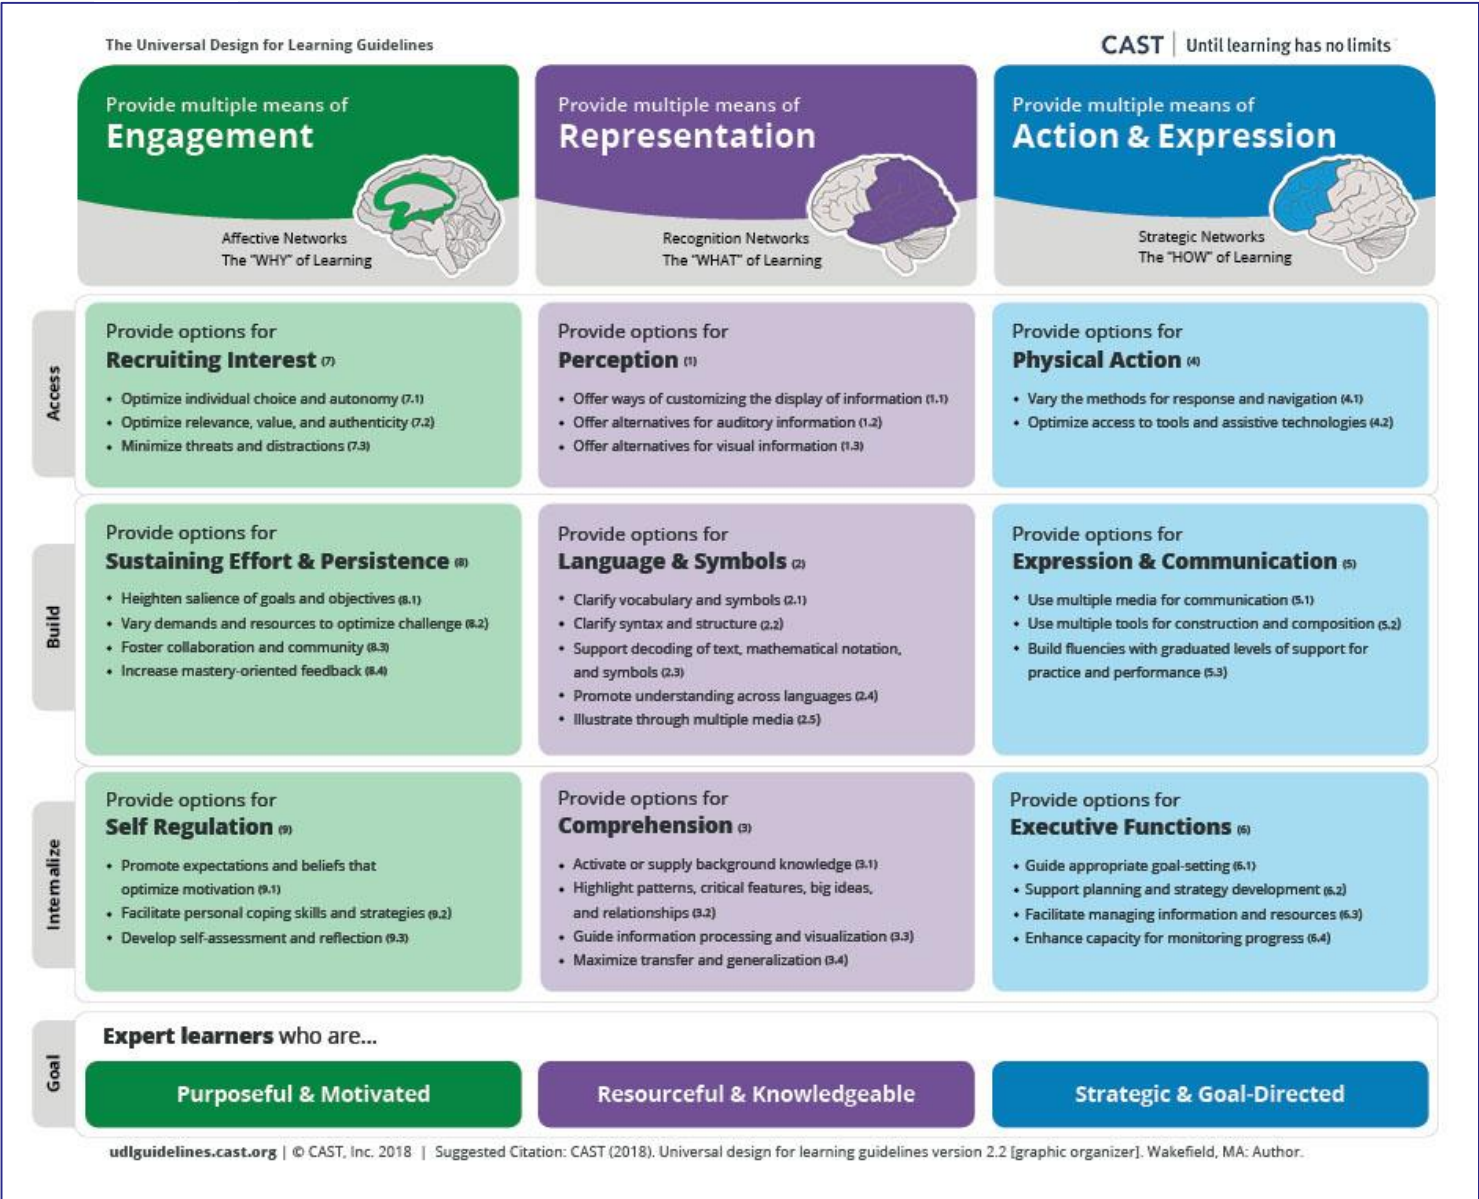 The Universal Design for Learning Guidelines
CAST | Until learning has no limits
Provide multiple means of
Engagement
Affective Networks
The "WHY" of Learning
Provide multiple means of
Representation
Recognition Networks
The "WHAT" of Learning
Provide multiple means of
Action & Expression
Strategic Networks
The "HOW" of Learning
Access
Provide options for
Recruiting Interest (7)
• Optimize individual choice and autonomy (7.1)
• Optimize relevance, value, and authenticity (7.2)
• Minimize threats and distractions (7.3)
Provide options for
Perception (1)
• Offer ways of customizing the display of information (1.1)
• Offer alternatives for auditory information (1.2)
• Offer alternatives for visual information (1.3)
Provide options for
Physical Action (4)
• Vary the methods for response and navigation (4.1)
• Optimize access to tools and assistive technologies (4.2)
Build
Provide options for
Sustaining Effort & Persistence (8)
• Heighten salience of goals and objectives (8.1)
• Vary demands and resources to optimize challenge (8.2)
• Foster collaboration and community (8.3)
• Increase mastery-oriented feedback (8.4)
Provide options for
Language & Symbols (2)
• Clarify vocabulary and symbols (2.1)
• Clarify syntax and structure (2.2)
• Support decoding of text, mathematical notation,
and symbols (2.3)
• Promote understanding across languages (2.4)
• Illustrate through multiple media (2.5)
Provide options for
Expression & Communication (5)
• Use multiple media for communication (5.1)
• Use multiple tools for construction and composition (5.2)
• Build fluencies with graduated levels of support for
practice and performance (5.3)
Internalize
Provide options for
Self Regulation (9)
• Promote expectations and beliefs that
optimize motivation (9.1)
• Facilitate personal coping skills and strategies (9.2)
• Develop self-assessment and reflection (9.3)
Provide options for
Comprehension (3)
• Activate or supply background knowledge (3.1)
• Highlight patterns, critical features, big ideas,
and relationships (3.2)
• Guide information processing and visualization (3.3)
• Maximize transfer and generalization (3.4)
Provide options for
Executive Functions (6)
• Guide appropriate goal-setting (6.1)
• Support planning and strategy development (6.2)
• Facilitate managing information and resources (6.3)
• Enhance capacity for monitoring progress (6.4)
Goal
Expert learners who are...
Purposeful & Motivated
Resourceful & Knowledgeable
Strategic & Goal-Directed
udlguidelines.cast.org | © CAST, Inc. 2018 | Suggested Citation: CAST (2018). Universal design for learning guidelines version 2.2 [graphic organizer]. Wakefield, MA: Author.